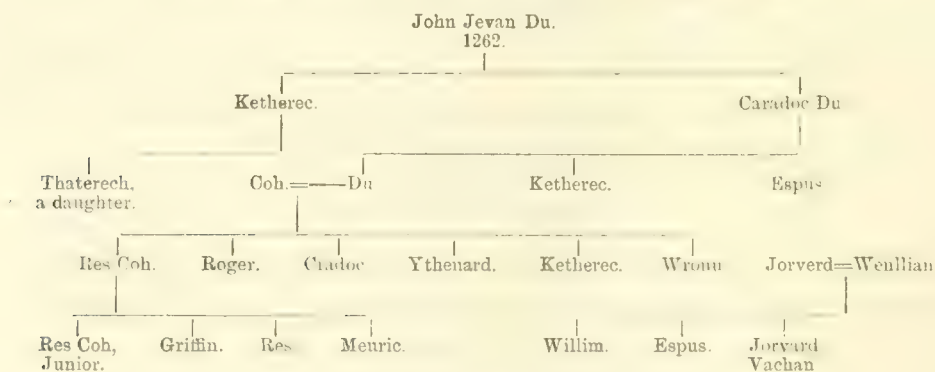 John Jevan Du.
1262.
Ketherec. Caradoc Du
Thaterech, Coh.=——Du Ketherec. Espus
a daughter.
Res Coh. Roger. Cradoc Ythenard. Ketherec. Wronu Jorverd=Wenllian
Res Coh, Griffin. Res Meuric. Willim. Espus. Jorvard
Junior. Vachan